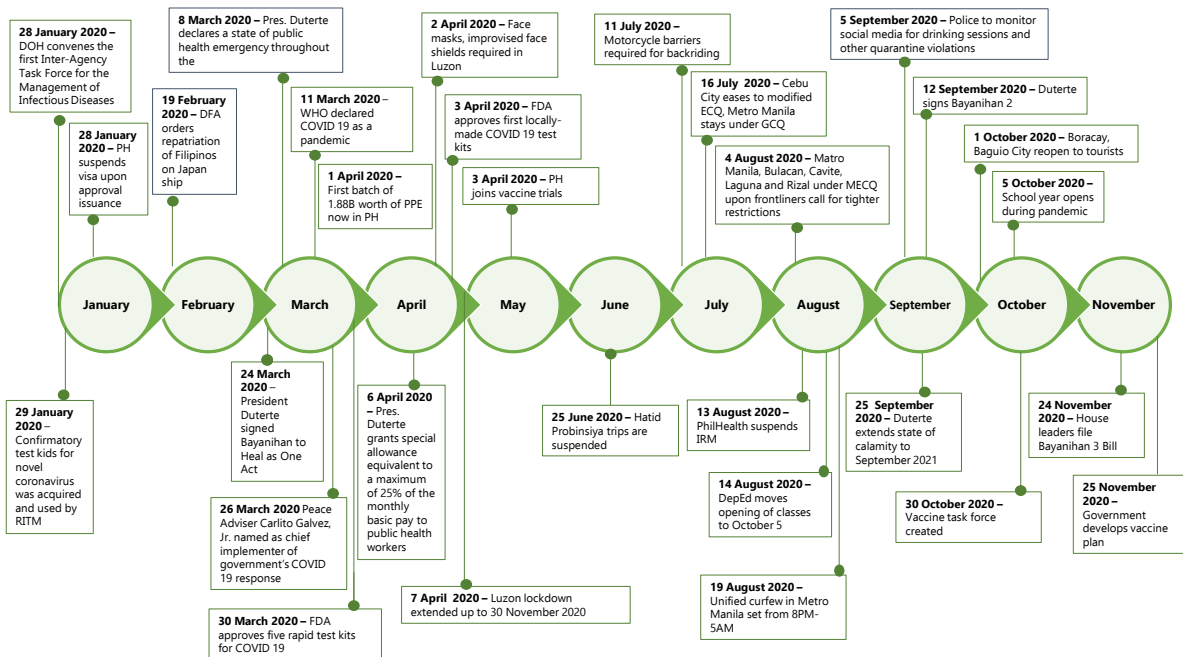 28 January 2020 –
DOH convenes the
first Inter-Agency
Task Force for the
Management of
Infectious Diseases
28 January
2020 – PH
suspends
visa upon
approval
issuance
19 February
2020 – DFA
orders
repatriation
of Filipinos
on Japan
ship
8 March 2020 – Pres. Duterte
declares a state of public
health emergency throughout
the
11 March 2020 –
WHO declared
COVID 19 as a
pandemic
1 April 2020 –
First batch of
1.88B worth of PPE
now in PH
2 April 2020 – Face
masks, improvised face
shields required in
Luzon
3 April 2020 – FDA
approves first locally-
made COVID 19 test
kits
3 April 2020 – PH
joins vaccine trials
11 July 2020 –
Motorcycle barriers
required for backriding
16 July 2020 – Cebu
City eases to modified
ECQ, Metro Manila
stays under GCQ
4 August 2020 – Matro
Manila, Bulacan, Cavite,
Laguna and Rizal under MECQ
upon frontliners call for tighter
restrictions
5 September 2020 – Police to monitor
social media for drinking sessions and
other quarantine violations
12 September 2020 – Duterte
signs Bayanihan 2
1 October 2020 – Boracay,
Baguio City reopen to tourists
5 October 2020 –
School year opens
during pandemic
January
February
March
April
May
June
July
August
September
October
November
29 January
2020 –
Confirmatory
test kids for
novel
coronavirus
was acquired
and used by
RITM
24 March
2020 –
President
Duterte
signed
Bayanihan to
Heal as One
Act
26 March 2020 Peace
Adviser Carlito Galvez,
Jr. named as chief
implementer of
government's COVID
19 response
30 March 2020 – FDA
approves five rapid test kits
for COVID 19
6 April 2020
– Pres.
Duterte
grants special
allowance
equivalent to
a maximum
of 25% of the
monthly
basic pay to
public health
workers
7 April 2020 – Luzon lockdown
extended up to 30 November 2020
25 June 2020 – Hatid
Probinsiya trips are
suspended
13 August 2020 –
PhilHealth suspends
IRM
14 August 2020 –
DepEd moves
opening of classes
to October 5
19 August 2020 –
Unified curfew in Metro
Manila set from 8PM-
5AM
25 September
2020 – Duterte
extends state of
calamity to
September 2021
30 October 2020 –
Vaccine task force
created
24 November
2020 – House
leaders file
Bayanihan 3 Bill
25 November
2020 –
Government
develops vaccine
plan